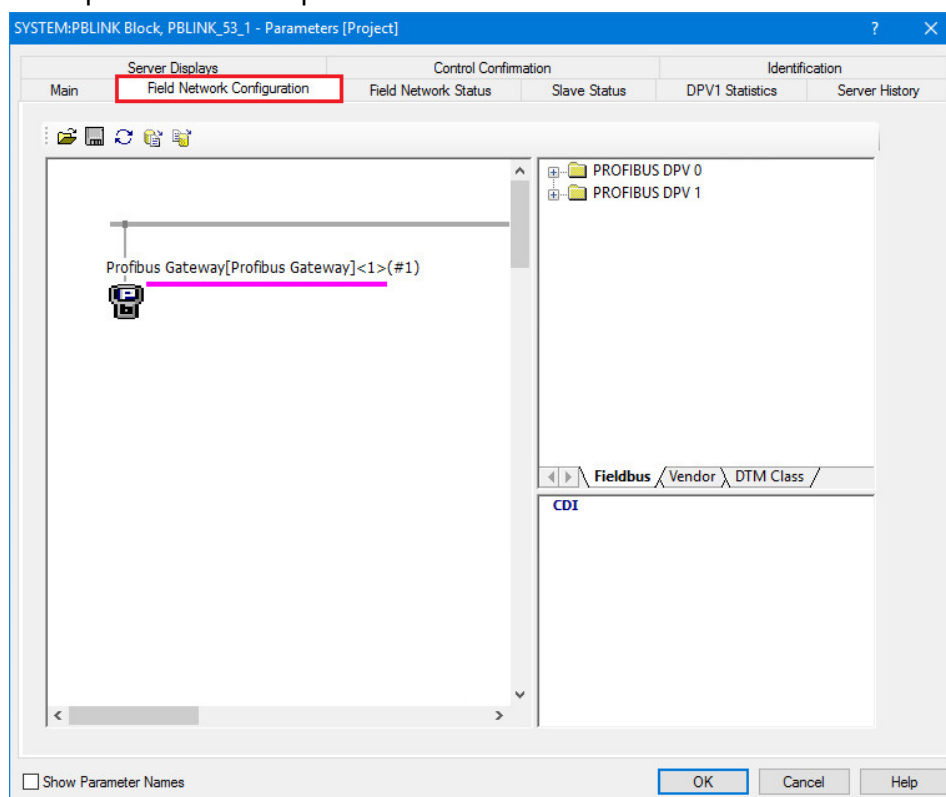 SYSTEM:PBLINK Block, PBLINK_53_1 - Parameters [Project]
Server Displays
Control Confirmation
Identification
Main
Field Network Configuration
Field Network Status
Slave Status
DPV1 Statistics
Server History
PROFIBUS DPV 0
PROFIBUS DPV 1
Profibus Gateway[Profibus Gateway]<1>(#1)
Fieldbus
Vendor
DTM Class
CDI
Show Parameter Names
OK
Cancel
Help